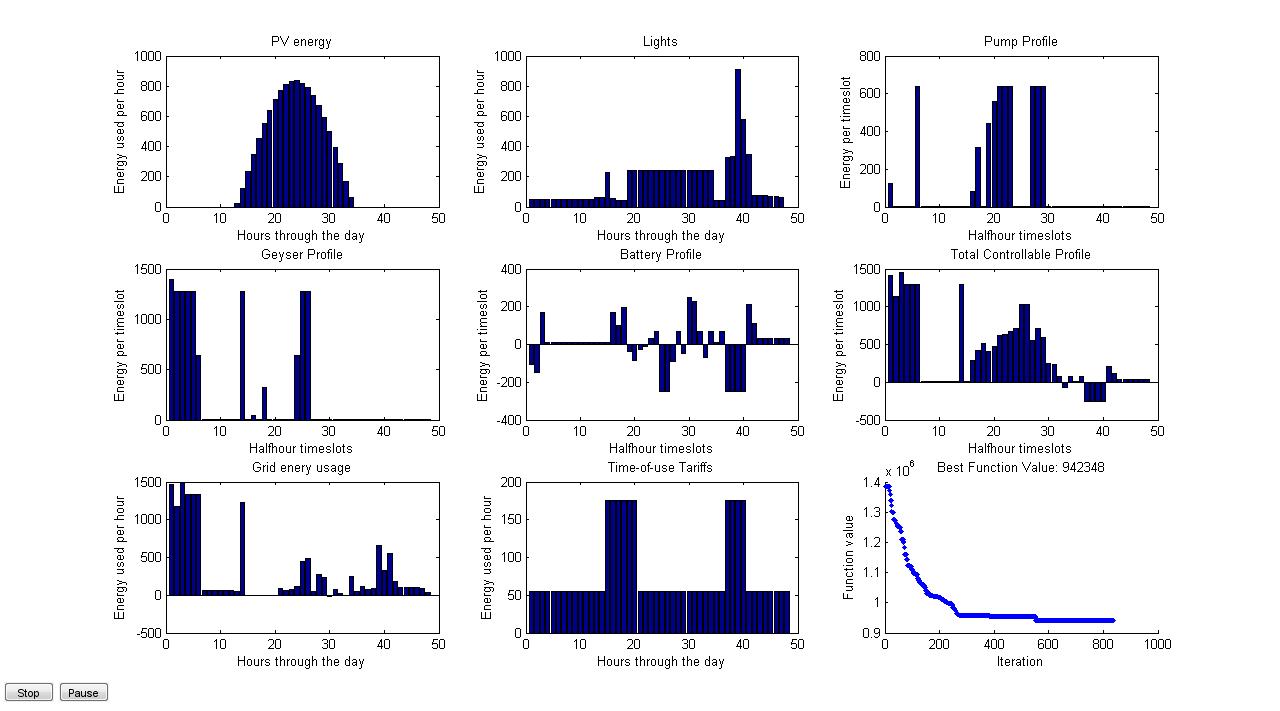 PV energy
Energy used per hour
1000
800
600
400
200
0
0 10 20 30 40 50
Hours through the day
Lights
Energy used per hour
1000
800
600
400
200
0
0 10 20 30 40 50
Hours through the day
Pump Profile
Energy per timeslot
800
600
400
200
0
0 10 20 30 40 50
Halfhour timeslots
Geyser Profile
Energy per timeslot
1500
1000
500
0
0 10 20 30 40 50
Halfhour timeslots
Battery Profile
Energy per timeslot
400
200
0
-200
-400
0 10 20 30 40 50
Halfhour timeslots
Total Controllable Profile
Energy per timeslot
1500
1000
500
0
-500
0 10 20 30 40 50
Halfhour timeslots
Grid enery usage
Energy used per hour
1500
1000
500
0
-500
0 10 20 30 40 50
Hours through the day
Time-of-use Tariffs
Energy used per hour
200
150
100
50
0
0 10 20 30 40 50
Hours through the day
x 10^6
Best Function Value: 942348
Function value
1.4
1.3
1.2
1.1
1
0.9
0 200 400 600 800 1000
Iteration
Stop Pause